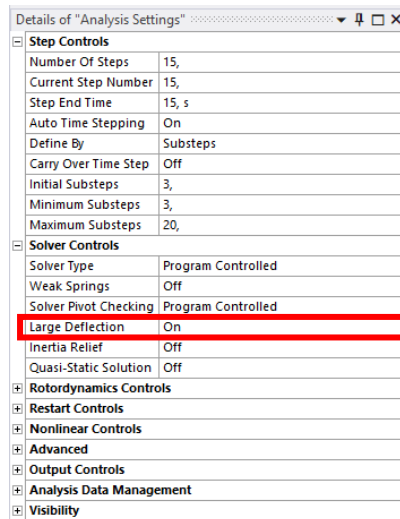 Details of "Analysis Settings"
Step Controls
Number Of Steps 15,
Current Step Number 15,
Step End Time 15, s
Auto Time Stepping On
Define By Substeps
Carry Over Time Step Off
Initial Substeps 3,
Minimum Substeps 3,
Maximum Substeps 20,
Solver Controls
Solver Type Program Controlled
Weak Springs Off
Solver Pivot Checking Program Controlled
Large Deflection On
Inertia Relief Off
Quasi-Static Solution Off
Rotordynamics Controls
Restart Controls
Nonlinear Controls
Advanced
Output Controls
Analysis Data Management
Visibility